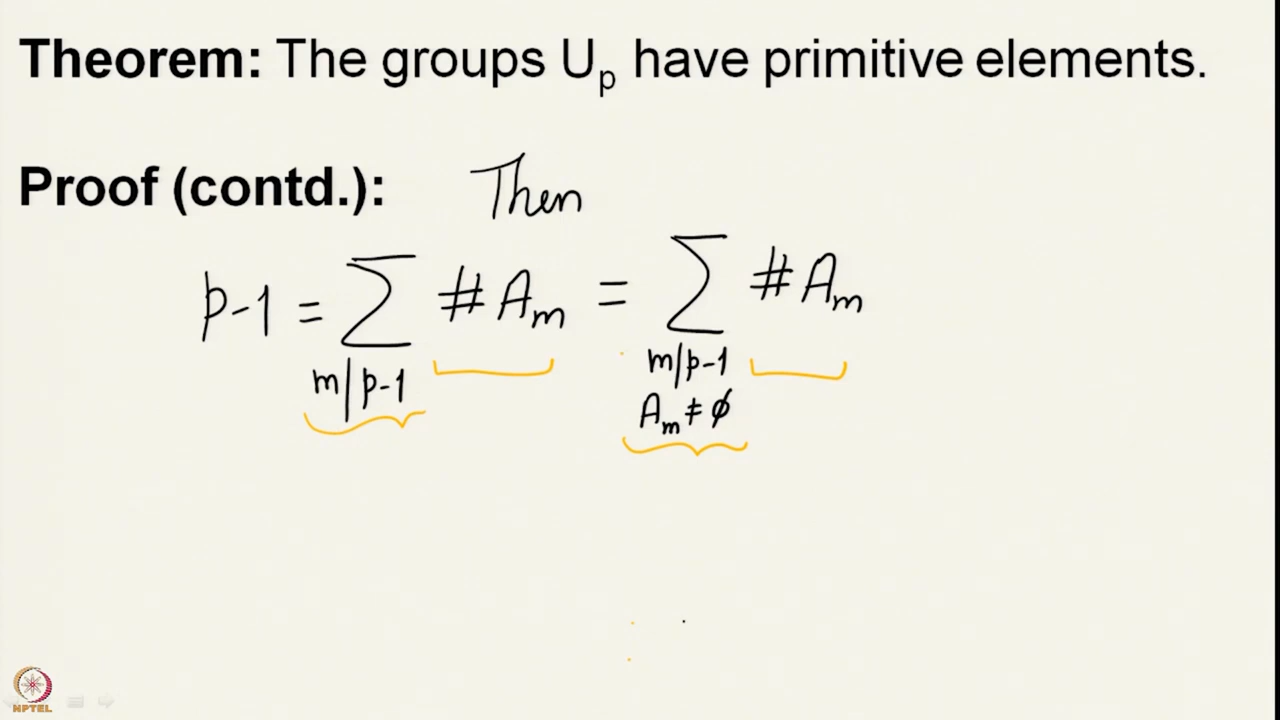 Theorem: The groups Uₚ have primitive elements.
Proof (contd.): Then
p-1 = ∑ #Aₘ = ∑ #Aₘ
m|p-1 m|p-1
Aₘ ≠ ∅
NPTEL